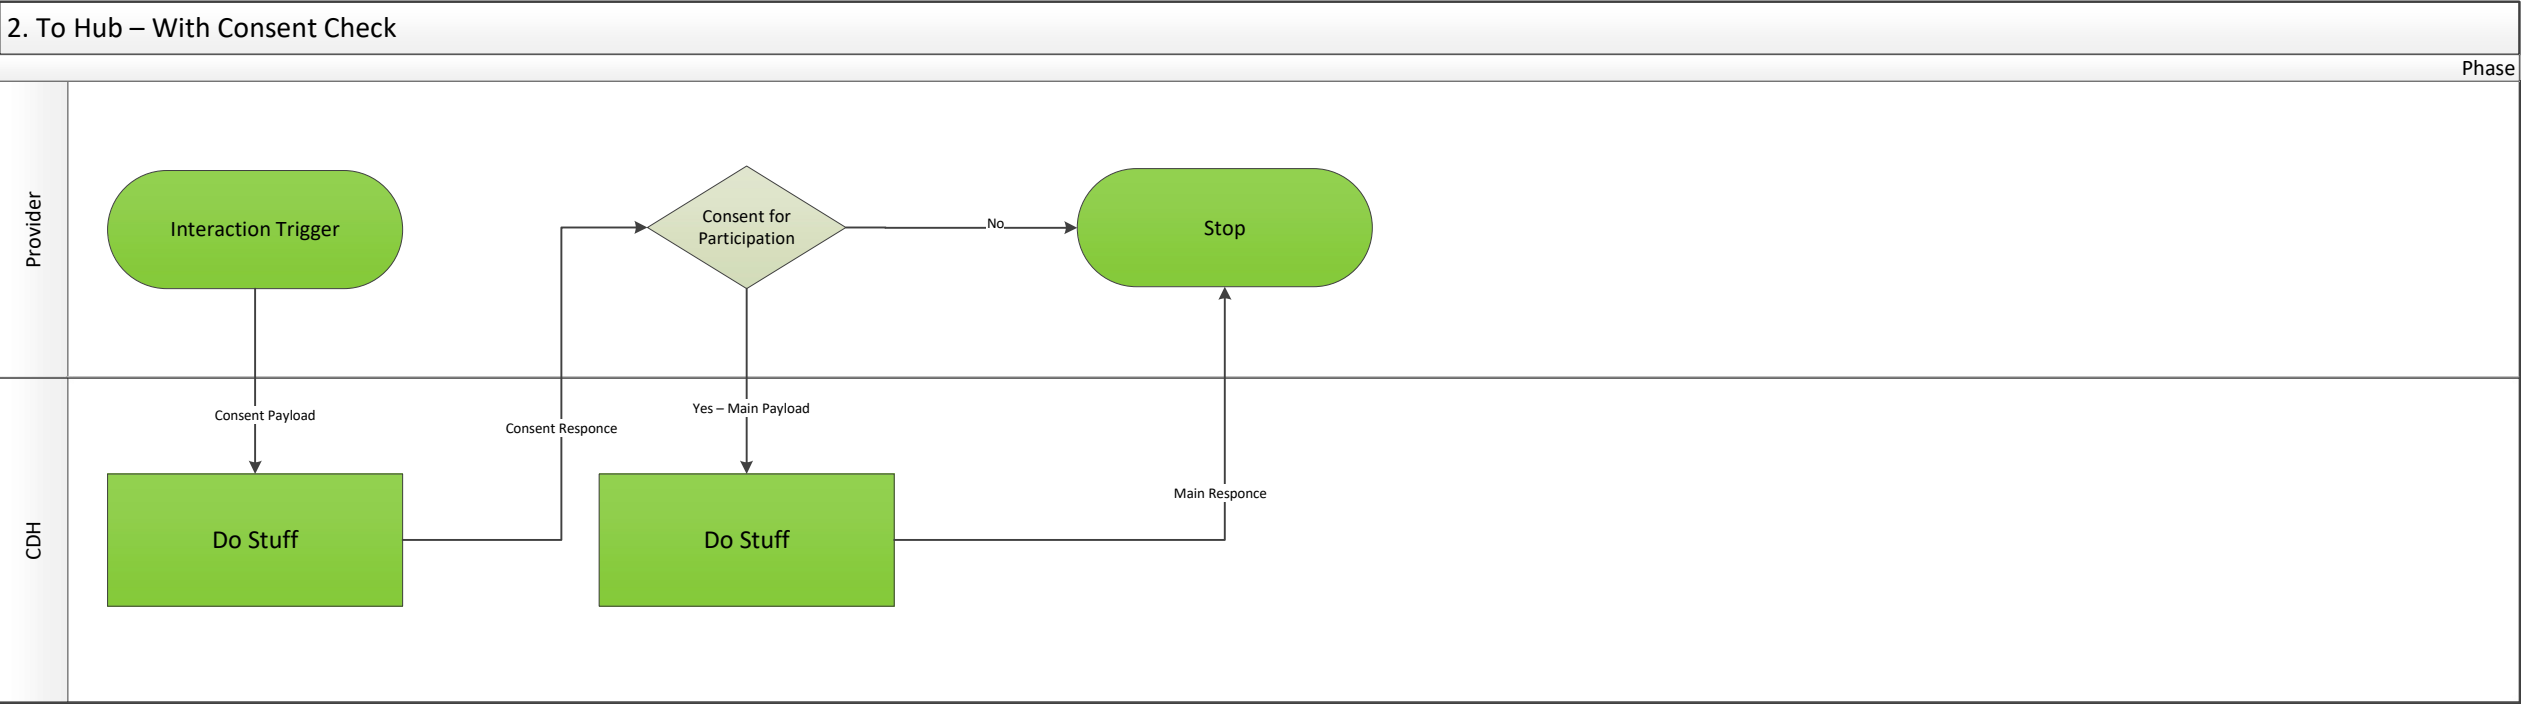 2. To Hub – With Consent Check
Phase
Provider
Interaction Trigger
Consent for
Participation
No
Stop
Consent Payload
Consent Responce
Yes – Main Payload
Main Responce
CDH
Do Stuff
Do Stuff